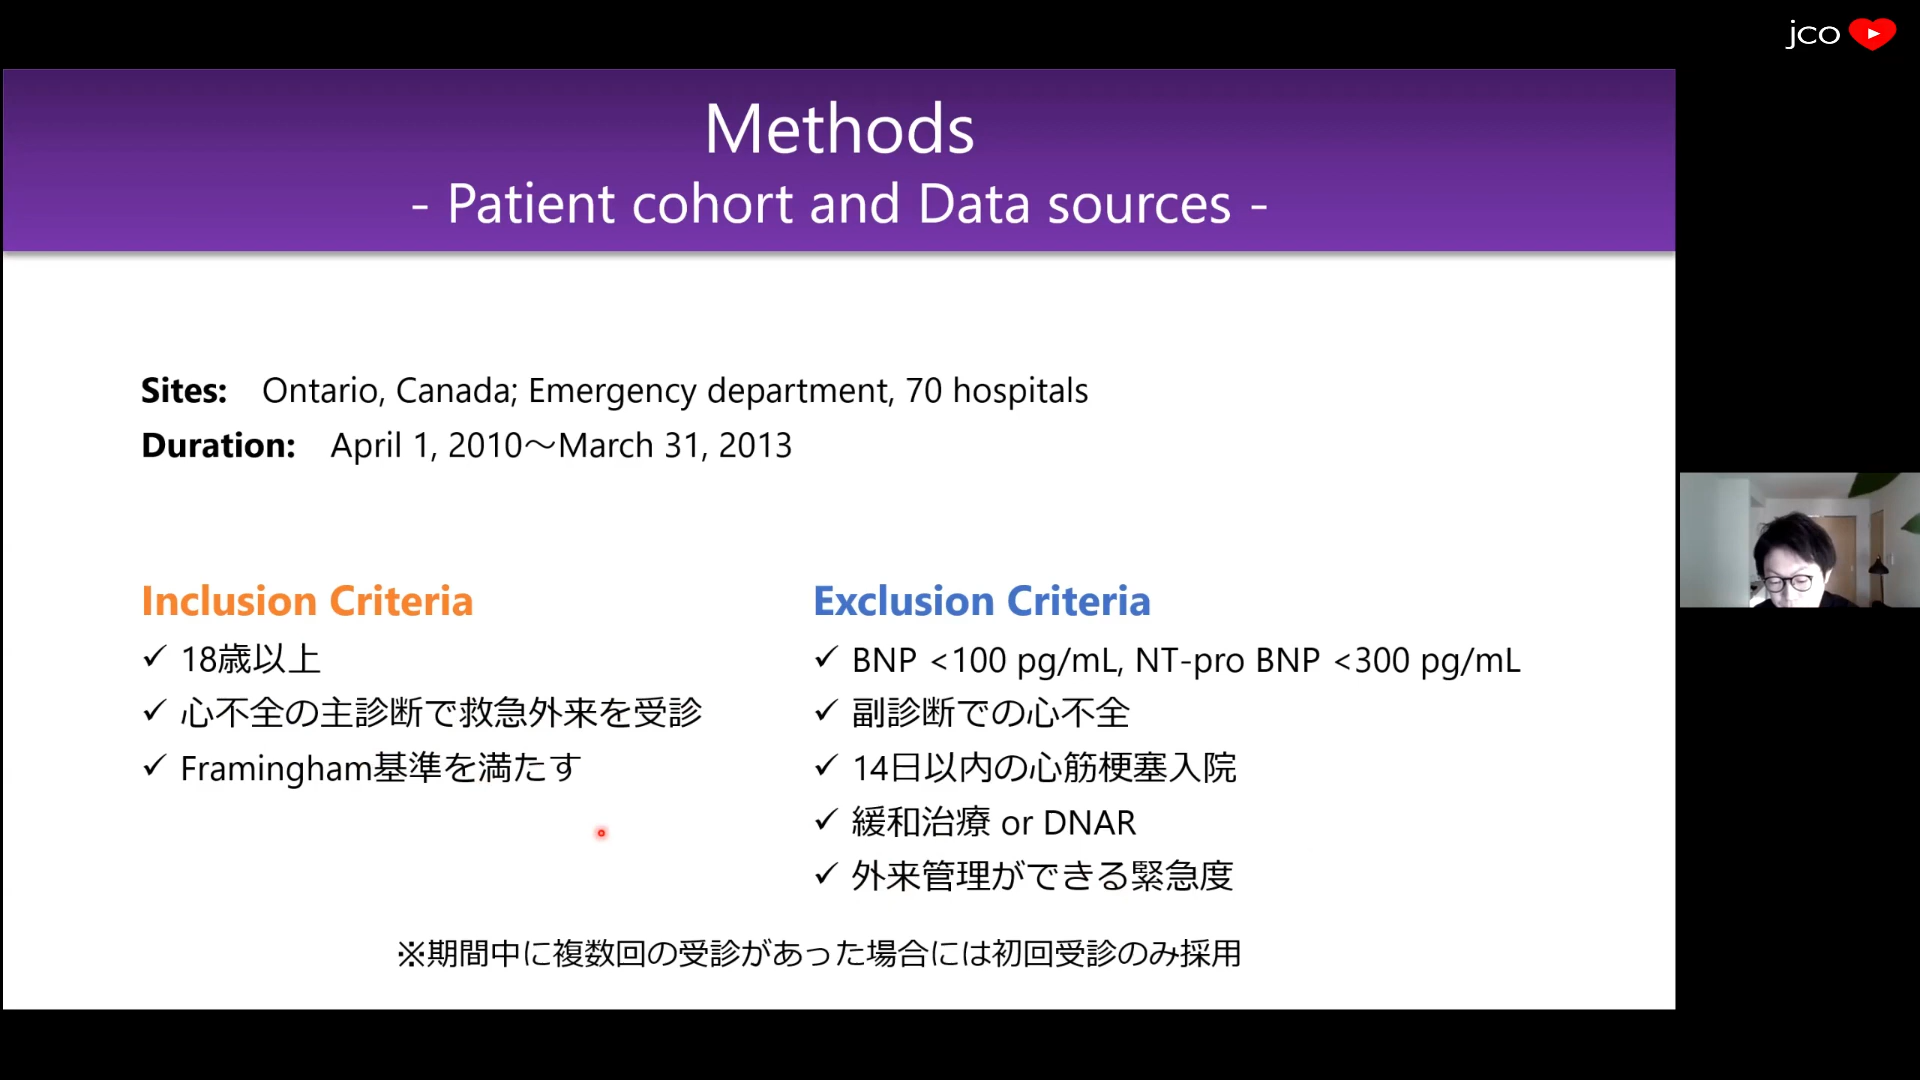 jco
Methods
- Patient cohort and Data sources -
Sites: Ontario, Canada; Emergency department, 70 hospitals
Duration: April 1, 2010～March 31, 2013
Inclusion Criteria
✓ 18歳以上
✓ 心不全の主診断で救急外来を受診
✓ Framingham基準を満たす
Exclusion Criteria
✓ BNP <100 pg/mL, NT-pro BNP <300 pg/mL
✓ 副診断での心不全
✓ 14日以内の心筋梗塞入院
✓ 緩和治療 or DNAR
✓ 外来管理ができる緊急度
※期間中に複数回の受診があった場合には初回受診のみ採用